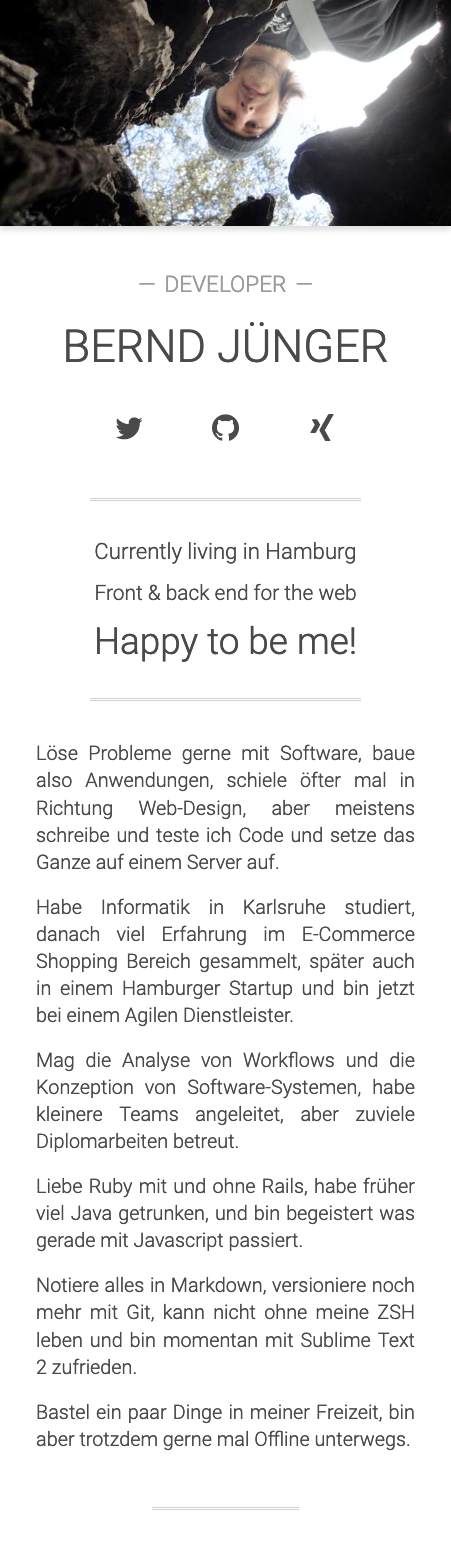 — DEVELOPER —
BERND JÜNGER
Currently living in Hamburg
Front & back end for the web
Happy to be me!
Löse Probleme gerne mit Software, baue
also Anwendungen, schiele öfter mal in
Richtung Web-Design, aber meistens
schreibe und teste ich Code und setze das
Ganze auf einem Server auf.
Habe Informatik in Karlsruhe studiert,
danach viel Erfahrung im E-Commerce
Shopping Bereich gesammelt, später auch
in einem Hamburger Startup und bin jetzt
bei einem Agilen Dienstleister.
Mag die Analyse von Workflows und die
Konzeption von Software-Systemen, habe
kleinere Teams angeleitet, aber zuviele
Diplomarbeiten betreut.
Liebe Ruby mit und ohne Rails, habe früher
viel Java getrunken, und bin begeistert was
gerade mit Javascript passiert.
Notiere alles in Markdown, versioniere noch
mehr mit Git, kann nicht ohne meine ZSH
leben und bin momentan mit Sublime Text
2 zufrieden.
Bastel ein paar Dinge in meiner Freizeit, bin
aber trotzdem gerne mal Offline unterwegs.